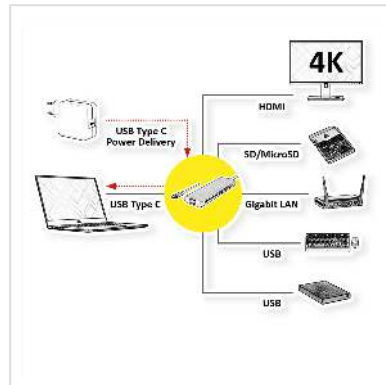 4K
HDMI
USB Type C
Power Delivery
SD/MicroSD
USB Type C
Gigabit LAN
USB
USB